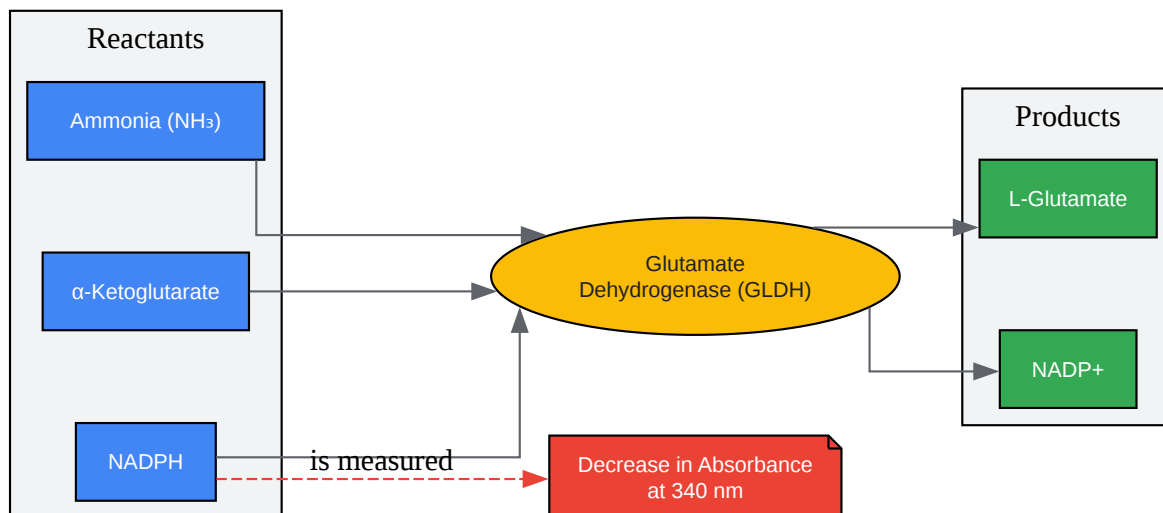 Reactants
Ammonia (NH₃)
α-Ketoglutarate
NADPH
is measured
Glutamate
Dehydrogenase (GLDH)
Decrease in Absorbance
at 340 nm
Products
L-Glutamate
NADP+